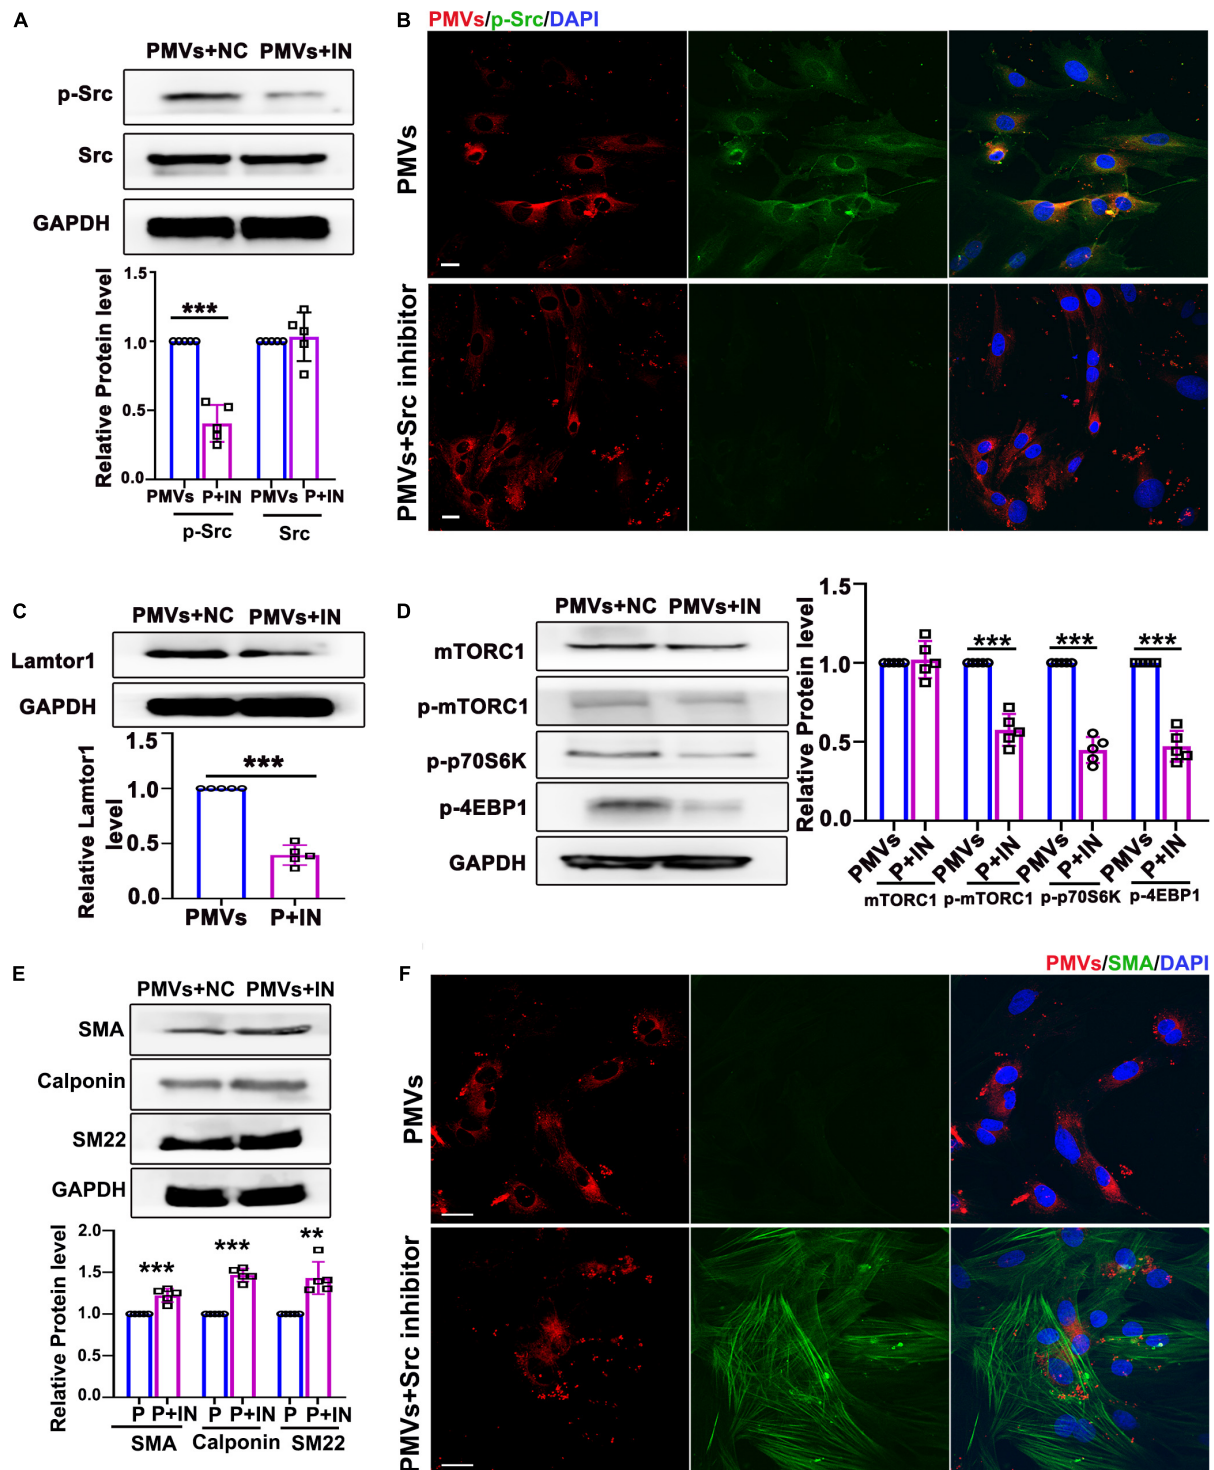 A
PMVs+NC PMVs+IN
p-Src
Src
GAPDH
Relative Protein level
1.5
1.0
0.5
0.0
***
PMVs P+IN PMVs P+IN
p-Src Src
B
PMVs/p-Src/DAPI
PMVs
PMVs+Src inhibitor
C
PMVs+NC PMVs+IN
Lamtor1
GAPDH
Relative Lamtor1
level
1.5
1.0
0.5
0.0
***
PMVs P+IN
D
PMVs+NC PMVs+IN
mTORC1
p-mTORC1
p-p70S6K
p-4EBP1
GAPDH
Relative Protein level
1.5
1.0
0.5
0.0
*** *** ***
PMVs P+IN PMVs P+IN PMVs P+IN PMVs P+IN
mTORC1 p-mTORC1 p-p70S6K p-4EBP1
E
PMVs+NC PMVs+IN
SMA
Calponin
SM22
GAPDH
Relative Protein level
2.0
1.5
1.0
0.5
0.0
*** *** **
P P+IN P P+IN P P+IN
SMA Calponin SM22
F
PMVs/SMA/DAPI
PMVs
PMVs+Src inhibitor